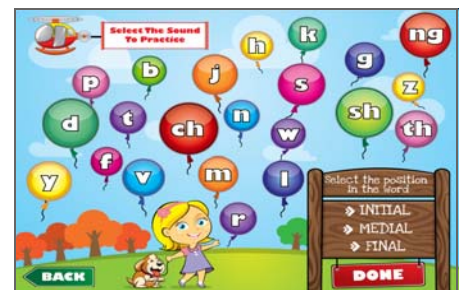 Select The Sound
To Practice
h
k
ng
p
b
j
s
g
z
d
t
ch
n
w
sh
th
y
f
v
m
l
r
Select the position
In the Word
INITIAL
MEDIAL
FINAL
BACK
DONE